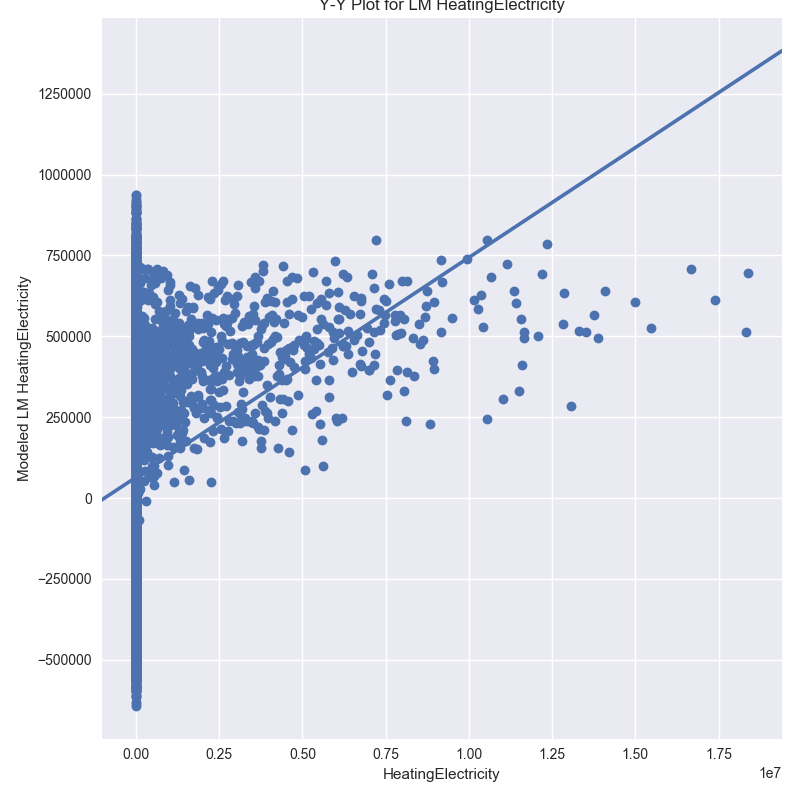 Y-Y Plot for LM HeatingElectricity
1250000
1000000
750000
500000
250000
0
−250000
−500000
Modeled LM HeatingElectricity
0.00 0.25 0.50 0.75 1.00 1.25 1.50 1.75
1e7
HeatingElectricity